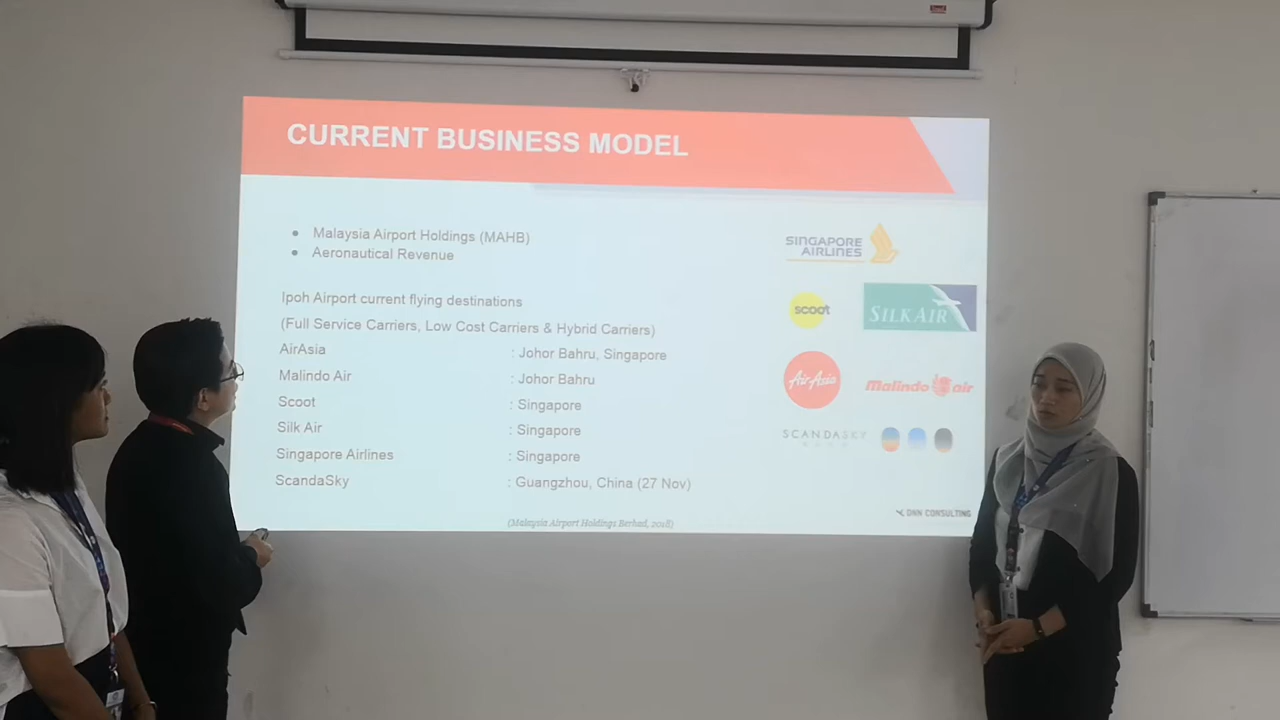 CURRENT BUSINESS MODEL
• Malaysia Airport Holdings (MAHB)
• Aeronautical Revenue
Ipoh Airport current flying destinations
(Full Service Carriers, Low Cost Carriers & Hybrid Carriers)
AirAsia : Johor Bahru, Singapore
Malindo Air : Johor Bahru
Scoot : Singapore
Silk Air : Singapore
Singapore Airlines : Singapore
ScandaSky : Guangzhou, China (27 Nov)
(Malaysia Airport Holdings Berhad, 2018)
SINGAPORE
AIRLINES
scoot
SILKAIR
AirAsia
Malindo air
SCANDASKY
DNN CONSULTING